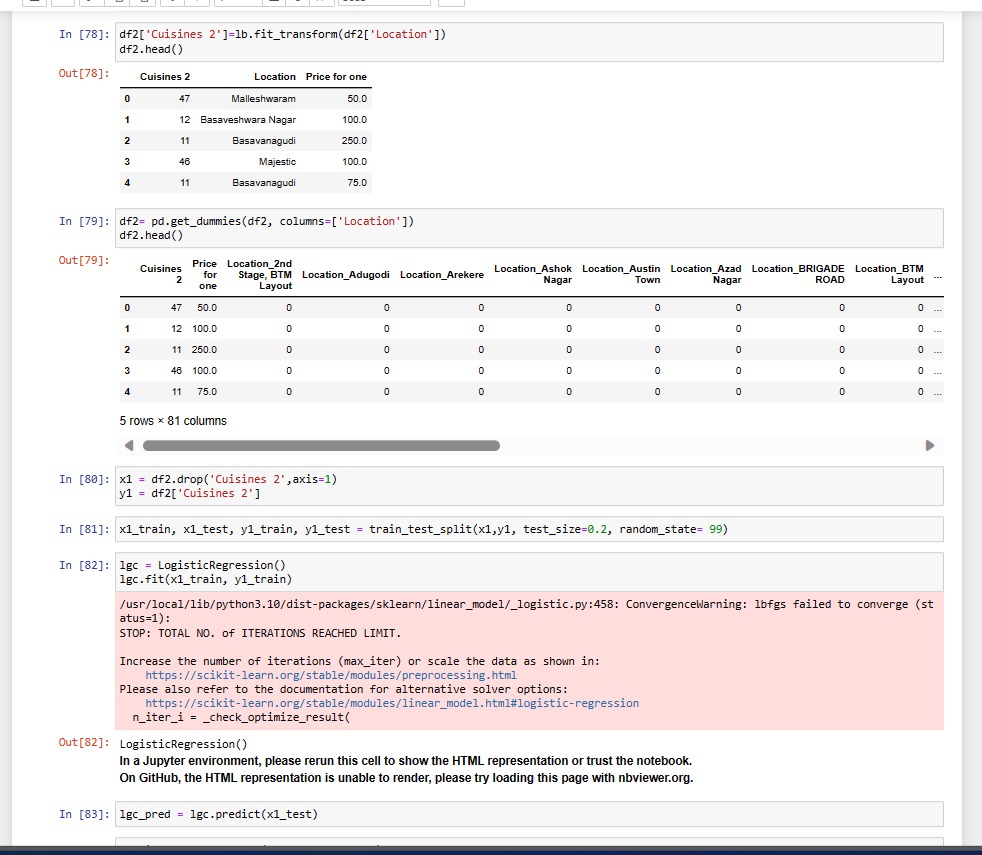 In [78]: df2['Cuisines 2']=lb.fit_transform(df2['Location'])
df2.head()
Out[78]:
Cuisines 2 Location Price for one
0 47 Malleshwaram 50.0
1 12 Basaveshwara Nagar 100.0
2 11 Basavanagudi 250.0
3 46 Majestic 100.0
4 11 Basavanagudi 75.0
In [79]: df2= pd.get_dummies(df2, columns=['Location'])
df2.head()
Out[79]:
Cuisines 2 Price for one Location_2nd Stage, BTM Layout Location_Adugodi Location_Arekere Location_Ashok Nagar Location_Austin Town Location_Azad Nagar Location_BRIGADE ROAD Location_BTM Layout ...
0 47 50.0 0 0 0 0 0 0 0 0 ...
1 12 100.0 0 0 0 0 0 0 0 0 ...
2 11 250.0 0 0 0 0 0 0 0 0 ...
3 46 100.0 0 0 0 0 0 0 0 0 ...
4 11 75.0 0 0 0 0 0 0 0 0 ...
5 rows × 81 columns
In [80]: x1 = df2.drop('Cuisines 2',axis=1)
y1 = df2['Cuisines 2']
In [81]: x1_train, x1_test, y1_train, y1_test = train_test_split(x1,y1, test_size=0.2, random_state= 99)
In [82]: lgc = LogisticRegression()
lgc.fit(x1_train, y1_train)
/usr/local/lib/python3.10/dist-packages/sklearn/linear_model/_logistic.py:458: ConvergenceWarning: lbfgs failed to converge (st
atus=1):
STOP: TOTAL NO. of ITERATIONS REACHED LIMIT.
Increase the number of iterations (max_iter) or scale the data as shown in:
https://scikit-learn.org/stable/modules/preprocessing.html
Please also refer to the documentation for alternative solver options:
https://scikit-learn.org/stable/modules/linear_model.html#logistic-regression
n_iter_i = _check_optimize_result(
Out[82]: LogisticRegression()
In a Jupyter environment, please rerun this cell to show the HTML representation or trust the notebook.
On GitHub, the HTML representation is unable to render, please try loading this page with nbviewer.org.
In [83]: lgc_pred = lgc.predict(x1_test)